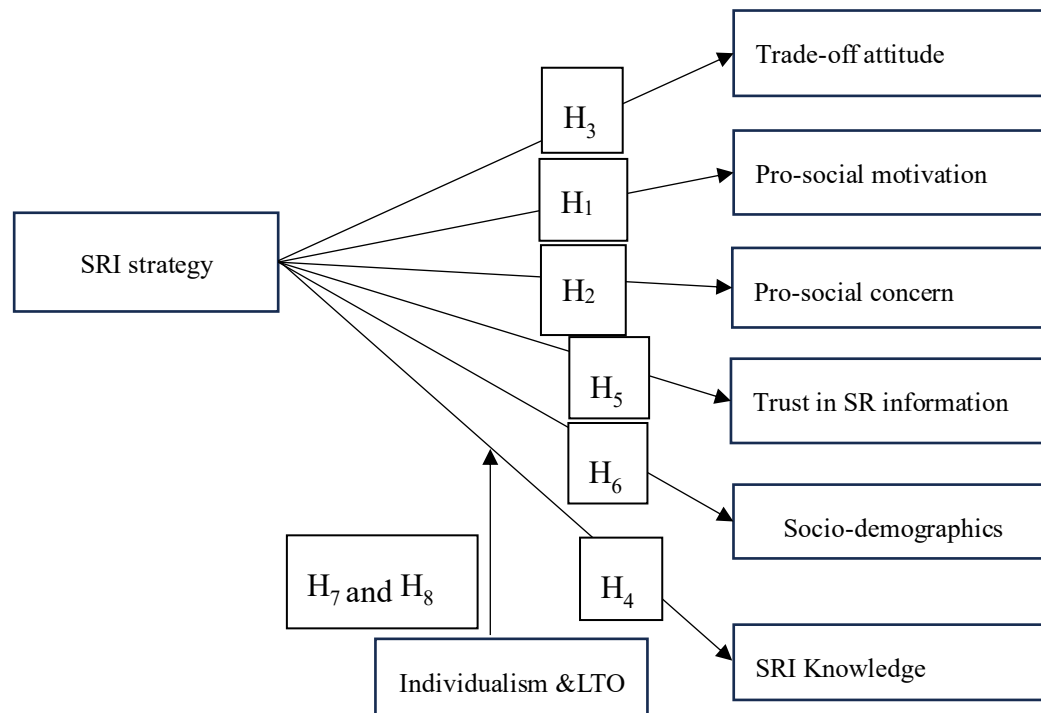 Trade-off attitude
H3
Pro-social motivation
H1
SRI strategy
H2
Pro-social concern
H5
Trust in SR information
H6
Socio-demographics
H7 and H8
H4
Individualism &LTO
SRI Knowledge